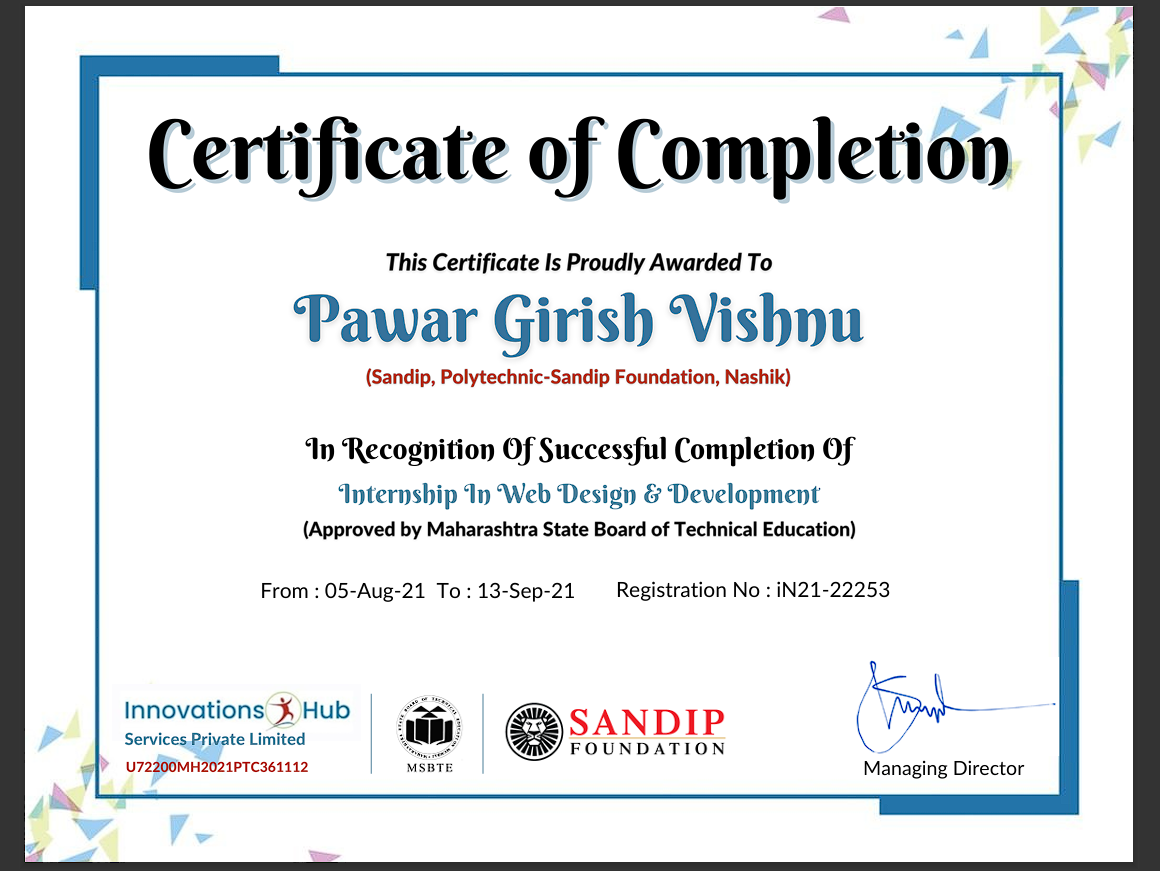 Certificate of Completion
This Certificate Is Proudly Awarded To
Pawar Girish Vishnu
(Sandip, Polytechnic-Sandip Foundation, Nashik)
In Recognition Of Successful Completion Of
Internship In Web Design & Development
(Approved by Maharashtra State Board of Technical Education)
From : 05-Aug-21 To : 13-Sep-21 Registration No : iN21-22253
Innovations Hub
Services Private Limited
U72200MH2021PTC361112
MSBTE
SANDIP
FOUNDATION
Managing Director